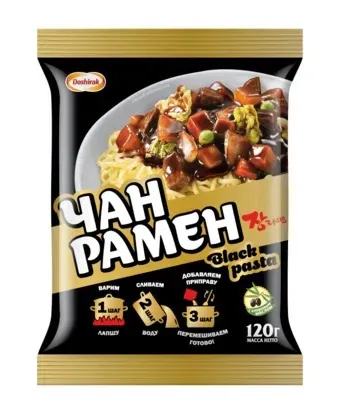 Doshirak
ЧАН
РАМЕН
Black
pasta
ВАРИМ
СЛИВАЕМ
ДОБАВЛЯЕМ
ПРИПРАВУ
1 ШАГ
2 ШАГ
3 ШАГ
ЛАПШУ
ВОДУ
ПЕРЕМЕШИВАЕМ
ГОТОВО!
120г
МАССА НЕТТО